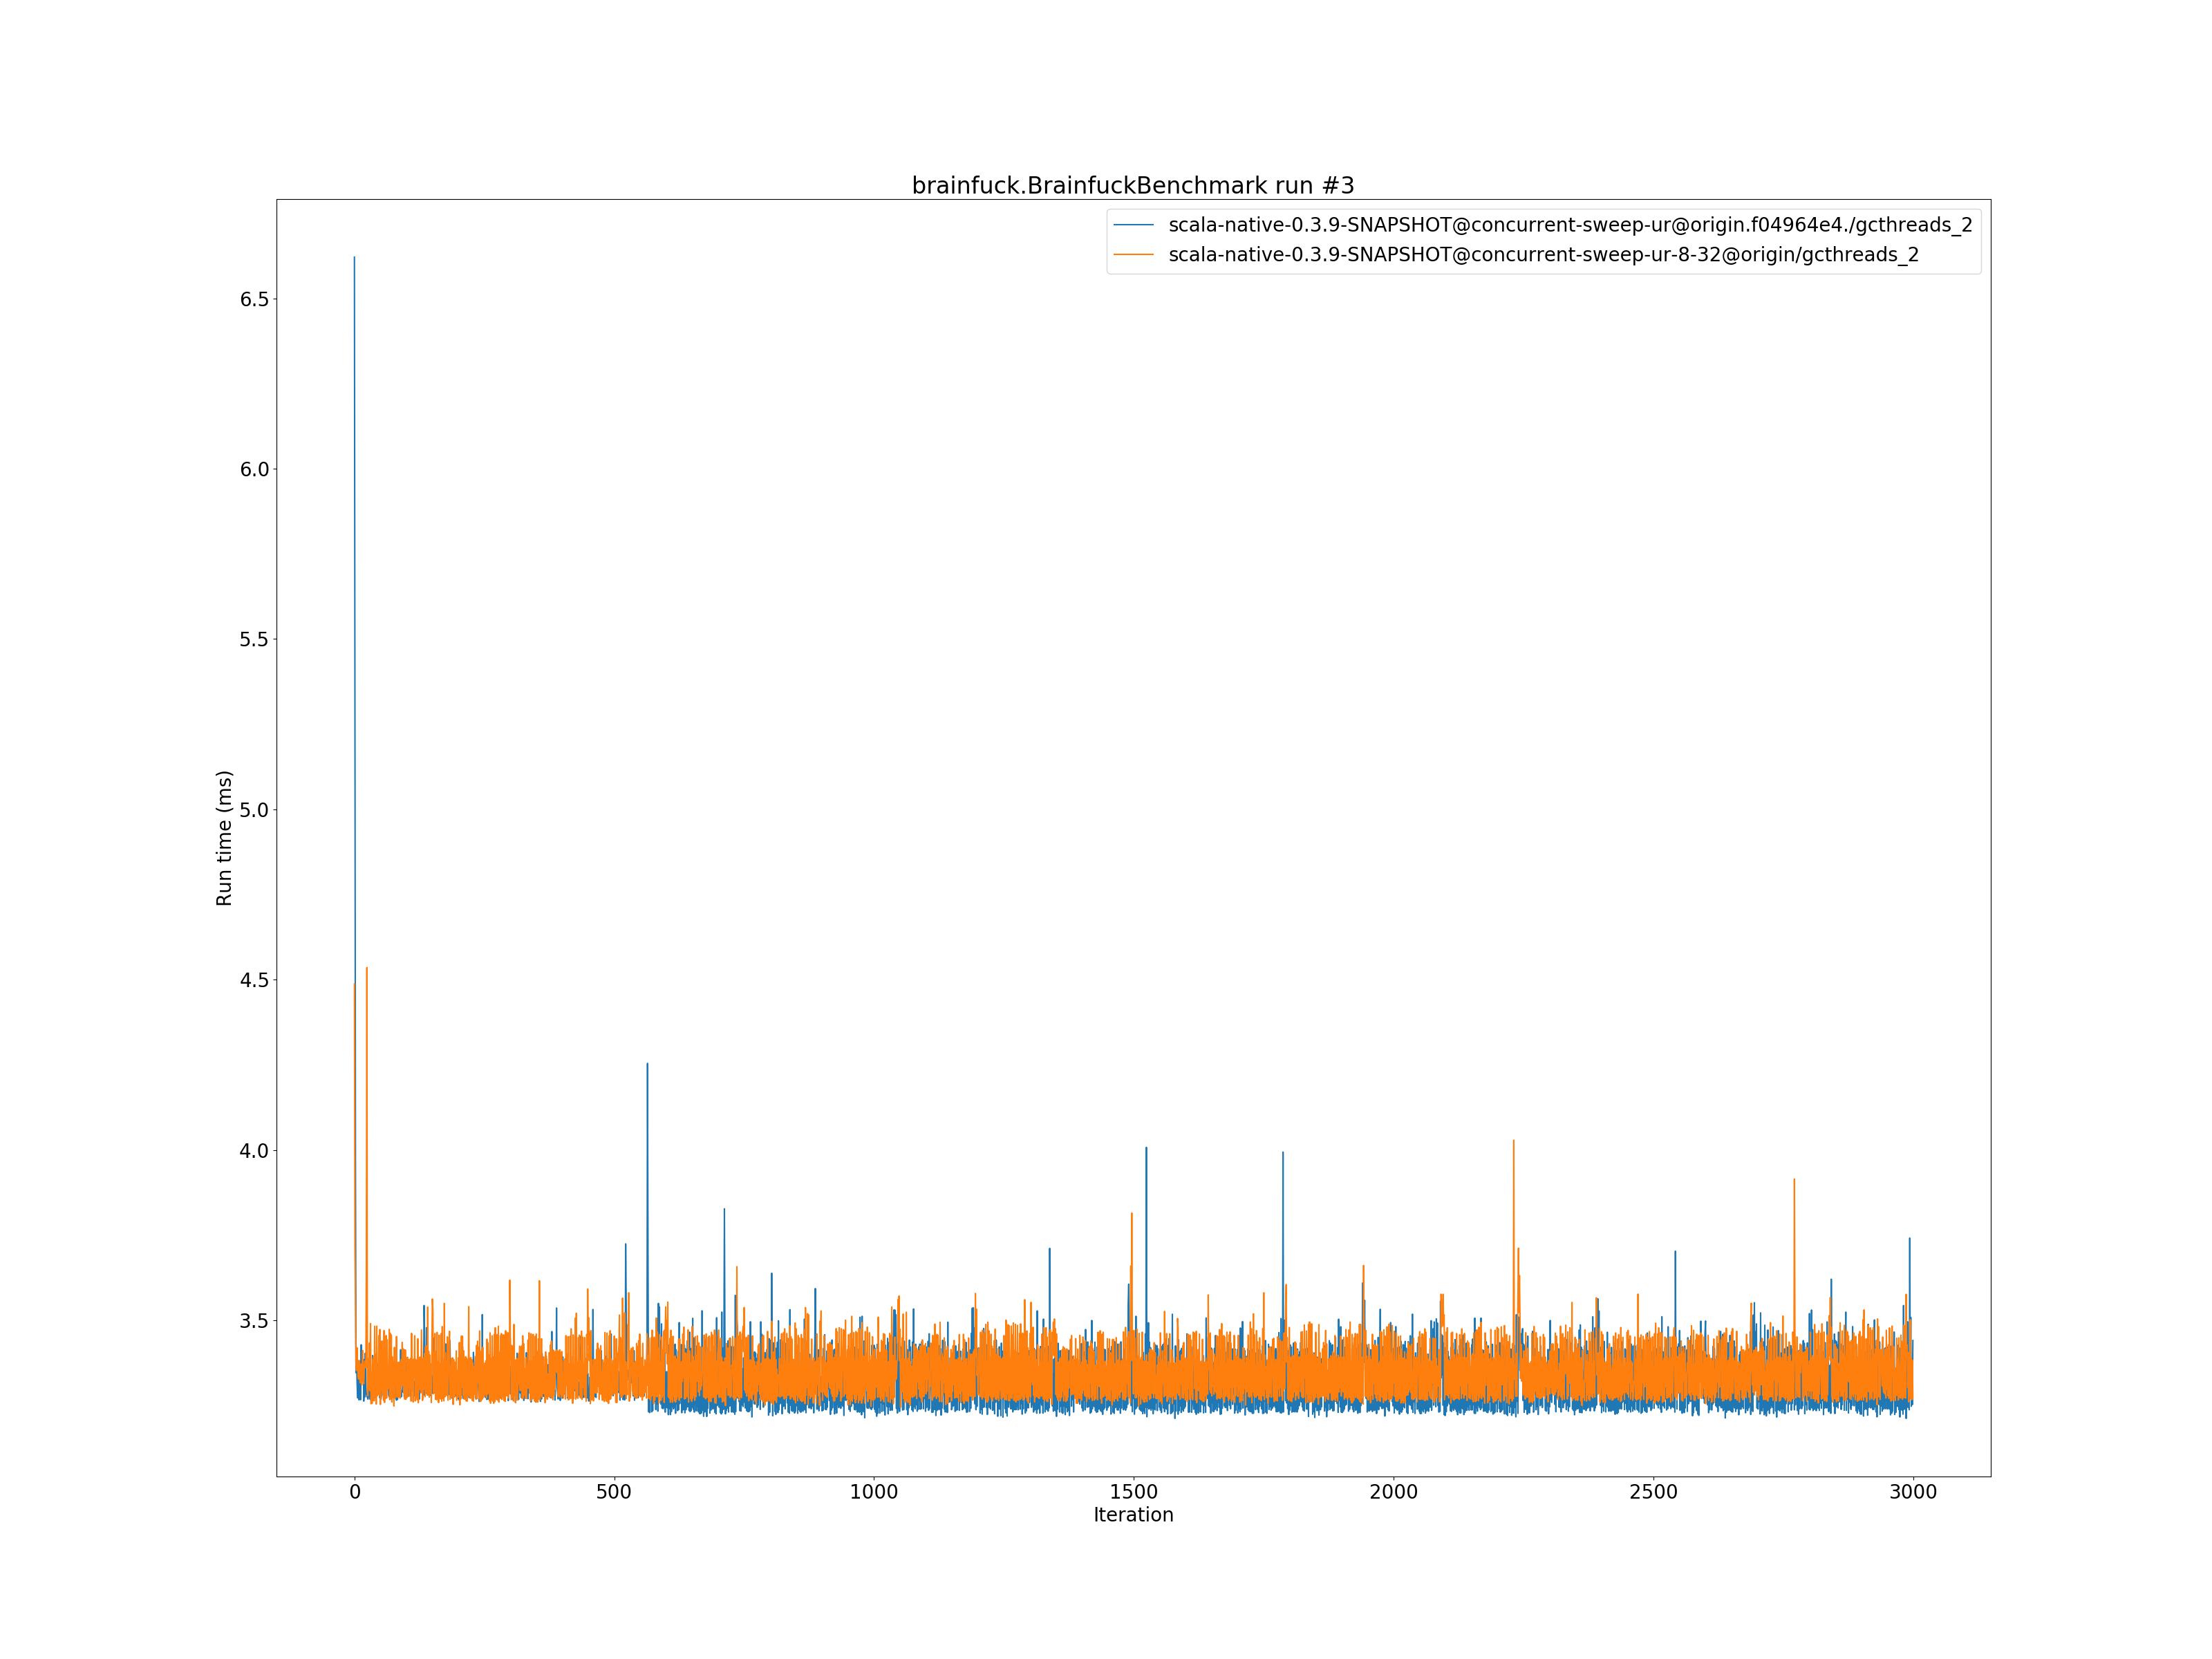 brainfuck.BrainfuckBenchmark run #3
scala-native-0.3.9-SNAPSHOT@concurrent-sweep-ur@origin.f04964e4./gcthreads_2
scala-native-0.3.9-SNAPSHOT@concurrent-sweep-ur-8-32@origin/gcthreads_2
6.5
6.0
5.5
5.0
4.5
4.0
3.5
Run time (ms)
0 500 1000 1500 2000 2500 3000
Iteration